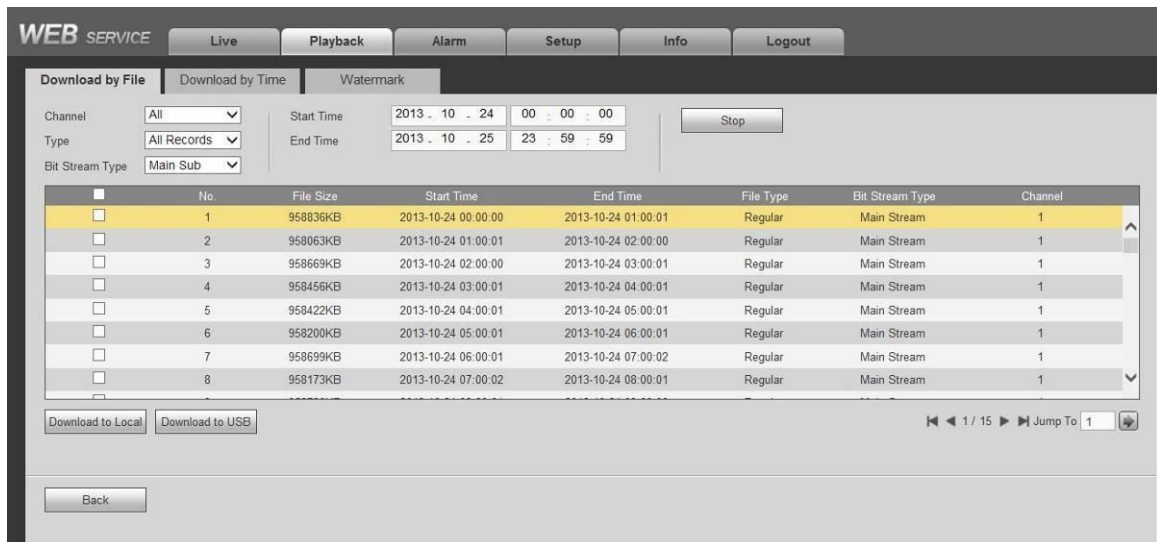 WEB SERVICE Live Playback Alarm Setup Info Logout
Download by File Download by Time Watermark
Channel All Start Time 2013 - 10 - 24 00 : 00 : 00 Stop
Type All Records End Time 2013 - 10 - 25 23 : 59 : 59
Bit Stream Type Main Sub
No. File Size Start Time End Time File Type Bit Stream Type Channel
1 958836KB 2013-10-24 00:00:00 2013-10-24 01:00:01 Regular Main Stream 1
2 958063KB 2013-10-24 01:00:01 2013-10-24 02:00:00 Regular Main Stream 1
3 958669KB 2013-10-24 02:00:00 2013-10-24 03:00:01 Regular Main Stream 1
4 958456KB 2013-10-24 03:00:01 2013-10-24 04:00:01 Regular Main Stream 1
5 958422KB 2013-10-24 04:00:01 2013-10-24 05:00:01 Regular Main Stream 1
6 958200KB 2013-10-24 05:00:01 2013-10-24 06:00:01 Regular Main Stream 1
7 958699KB 2013-10-24 06:00:01 2013-10-24 07:00:02 Regular Main Stream 1
8 958173KB 2013-10-24 07:00:02 2013-10-24 08:00:01 Regular Main Stream 1
Download to Local Download to USB 1 / 15 Jump To 1
Back